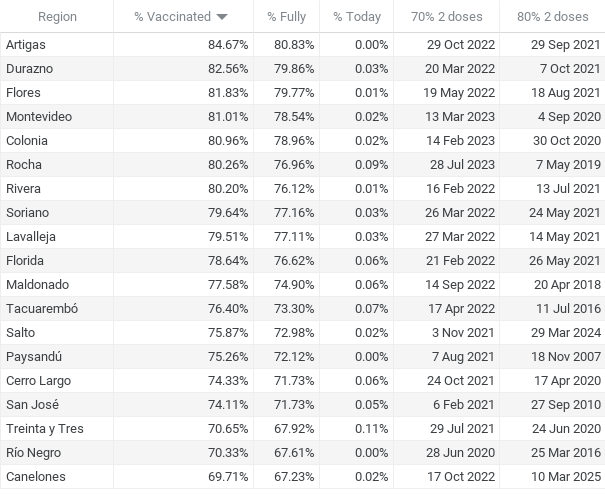 Region % Vaccinated % Fully % Today 70% 2 doses 80% 2 doses
Artigas 84.67% 80.83% 0.00% 29 Oct 2022 29 Sep 2021
Durazno 82.56% 79.86% 0.03% 20 Mar 2022 7 Oct 2021
Flores 81.83% 79.77% 0.01% 19 May 2022 18 Aug 2021
Montevideo 81.01% 78.54% 0.02% 13 Mar 2023 4 Sep 2020
Colonia 80.96% 78.96% 0.02% 14 Feb 2023 30 Oct 2020
Rocha 80.26% 76.96% 0.09% 28 Jul 2023 7 May 2019
Rivera 80.20% 76.12% 0.01% 16 Feb 2022 13 Jul 2021
Soriano 79.64% 77.16% 0.03% 26 Mar 2022 24 May 2021
Lavalleja 79.51% 77.11% 0.03% 27 Mar 2022 14 May 2021
Florida 78.64% 76.62% 0.06% 21 Feb 2022 26 May 2021
Maldonado 77.58% 74.90% 0.06% 14 Sep 2022 20 Apr 2018
Tacuarembó 76.40% 73.30% 0.07% 17 Apr 2022 11 Jul 2016
Salto 75.87% 72.98% 0.02% 3 Nov 2021 29 Mar 2024
Paysandú 75.26% 72.12% 0.00% 7 Aug 2021 18 Nov 2007
Cerro Largo 74.33% 71.73% 0.06% 24 Oct 2021 17 Apr 2020
San José 74.11% 71.73% 0.05% 6 Feb 2021 27 Sep 2010
Treinta y Tres 70.65% 67.92% 0.11% 29 Jul 2021 24 Jun 2020
Río Negro 70.33% 67.61% 0.00% 28 Jun 2020 25 Mar 2016
Canelones 69.71% 67.23% 0.02% 17 Oct 2022 10 Mar 2025